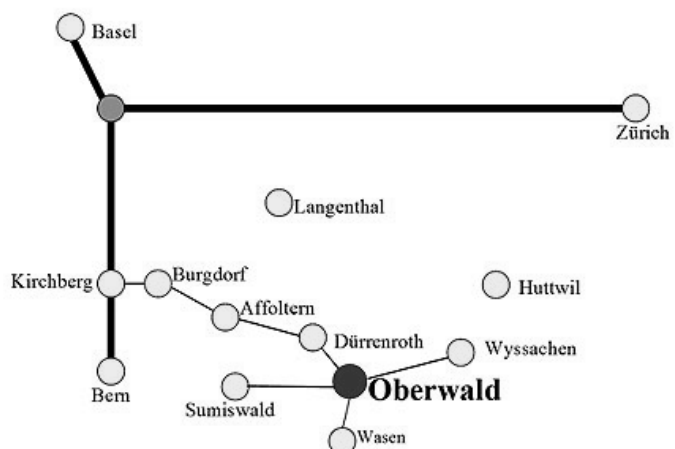 Basel
Zürich
Langenthal
Kirchberg
Burgdorf
Huttwil
Affoltern
Dürrenroth
Wyssachen
Bern
Sumiswald
Oberwald
Wasen